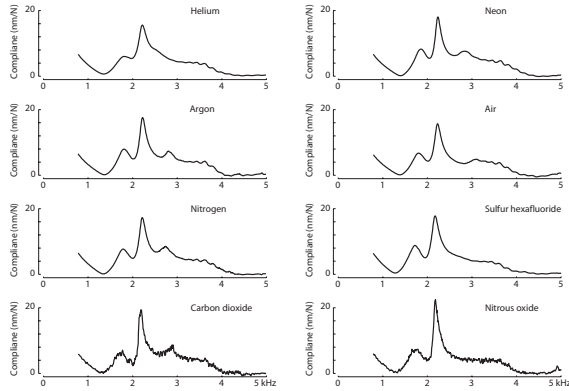 Helium
Compliane (nm/N)
20
0
0 1 2 3 4 5
Neon
Compliane (nm/N)
20
0
0 1 2 3 4 5
Argon
Compliane (nm/N)
20
0
0 1 2 3 4 5
Air
Compliane (nm/N)
20
0
0 1 2 3 4 5
Nitrogen
Compliane (nm/N)
20
0
0 1 2 3 4 5
Sulfur hexafluoride
Compliane (nm/N)
20
0
0 1 2 3 4 5
Carbon dioxide
Compliane (nm/N)
20
0
0 1 2 3 4 5 kHz
Nitrous oxide
Compliane (nm/N)
20
0
0 1 2 3 4 5 kHz